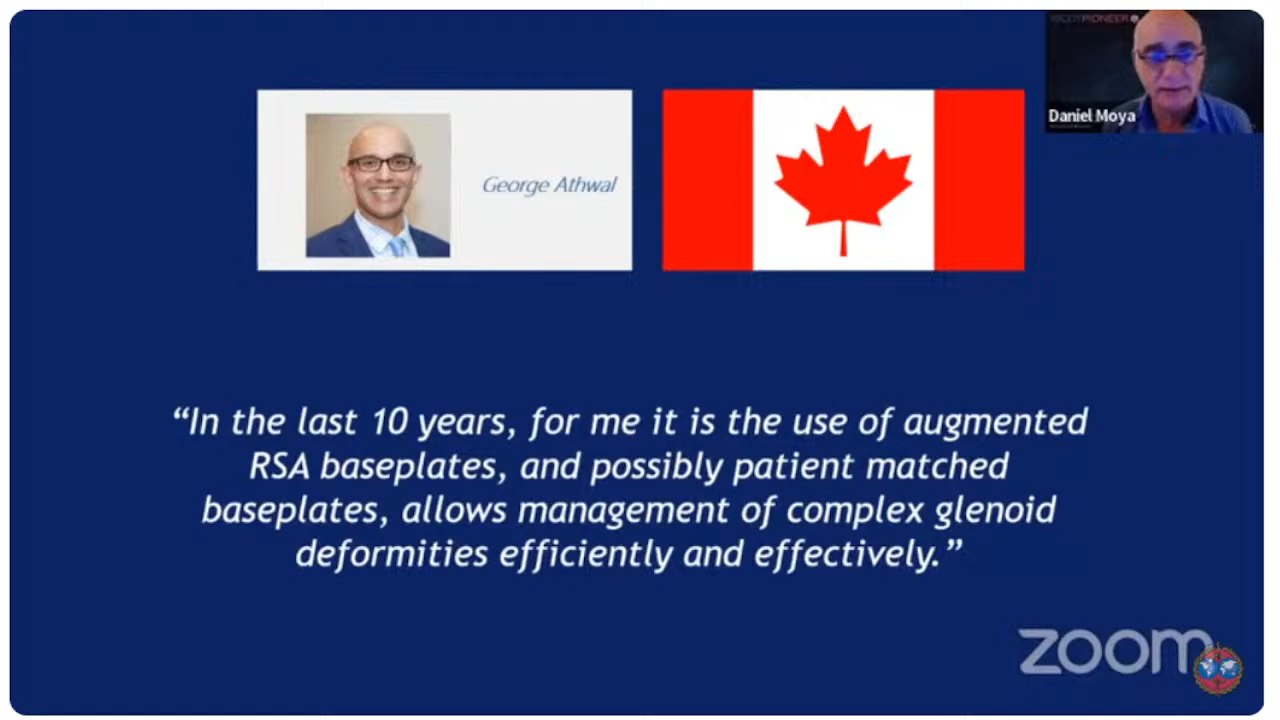 George Athwal
Daniel Moya
“In the last 10 years, for me it is the use of augmented
RSA baseplates, and possibly patient matched
baseplates, allows management of complex glenoid
deformities efficiently and effectively.”
zoom